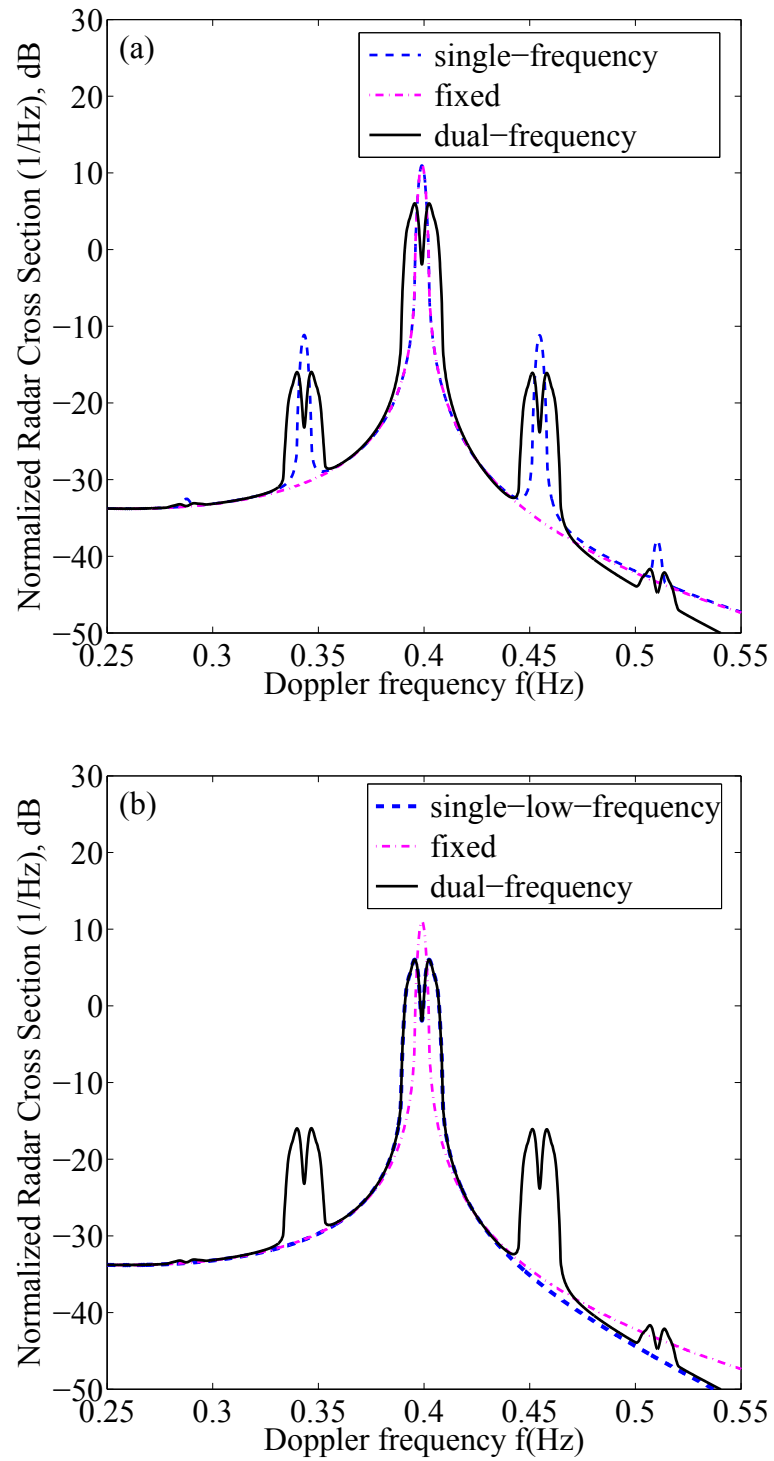 (a)
single−frequency
fixed
dual−frequency
Normalized Radar Cross Section (1/Hz), dB
30
20
10
0
−10
−20
−30
−40
−50
0.25
0.3
0.35
0.4
0.45
0.5
0.55
Doppler frequency f(Hz)
(b)
single−low−frequency
fixed
dual−frequency
Normalized Radar Cross Section (1/Hz), dB
30
20
10
0
−10
−20
−30
−40
−50
0.25
0.3
0.35
0.4
0.45
0.5
0.55
Doppler frequency f(Hz)